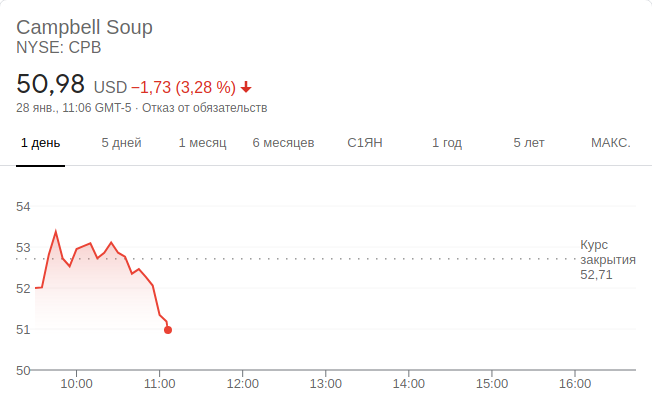 Campbell Soup
NYSE: CPB
50,98 USD −1,73 (3,28 %)
28 янв., 11:06 GMT-5 · Отказ от обязательств
1 день 5 дней 1 месяц 6 месяцев С1ЯН 1 год 5 лет МАКС.
54
53
52
51
50
Курс
закрытия
52,71
10:00 11:00 12:00 13:00 14:00 15:00 16:00